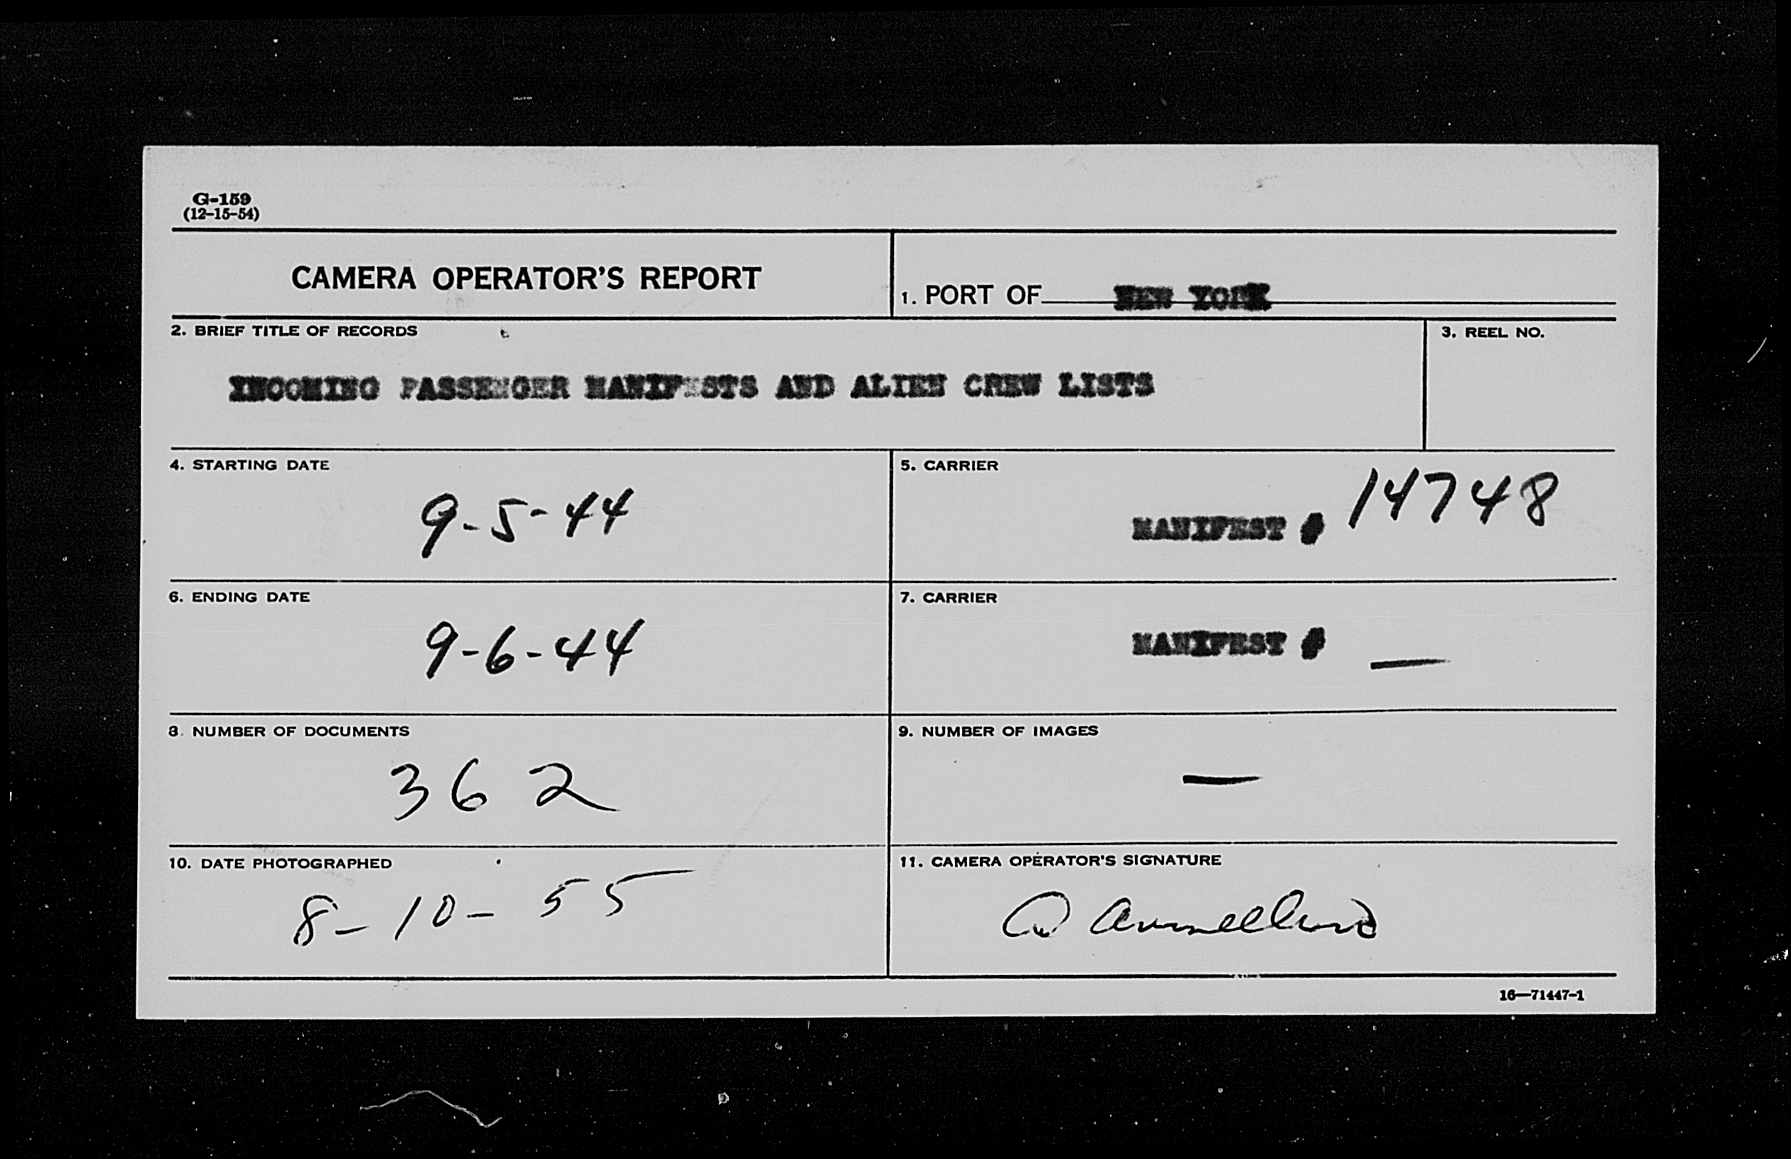 G-159
(12-15-54)
CAMERA OPERATOR'S REPORT
1. PORT OF NEW YORK
2. BRIEF TITLE OF RECORDS
INCOMING PASSENGER MANIFESTS AND ALIEN CREW LISTS
3. REEL NO.
4. STARTING DATE
9-5-44
5. CARRIER
MANIFEST # 14748
6. ENDING DATE
9-6-44
7. CARRIER
MANIFEST # —
8. NUMBER OF DOCUMENTS
362
9. NUMBER OF IMAGES
—
10. DATE PHOTOGRAPHED
8-10-55
11. CAMERA OPERATOR'S SIGNATURE
16—71447-1